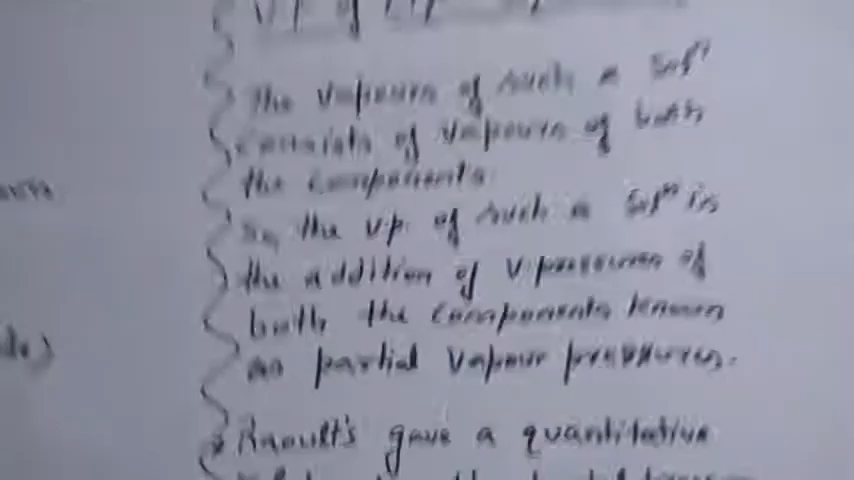 V.P. of
The vapours of such a Solⁿ
consists of vapours of both
the components.
So, the v.p. of such a Solⁿ is
the addition of v.pressures of
both the components known
as partial vapour pressures.
* Raoult's gave a quantitative